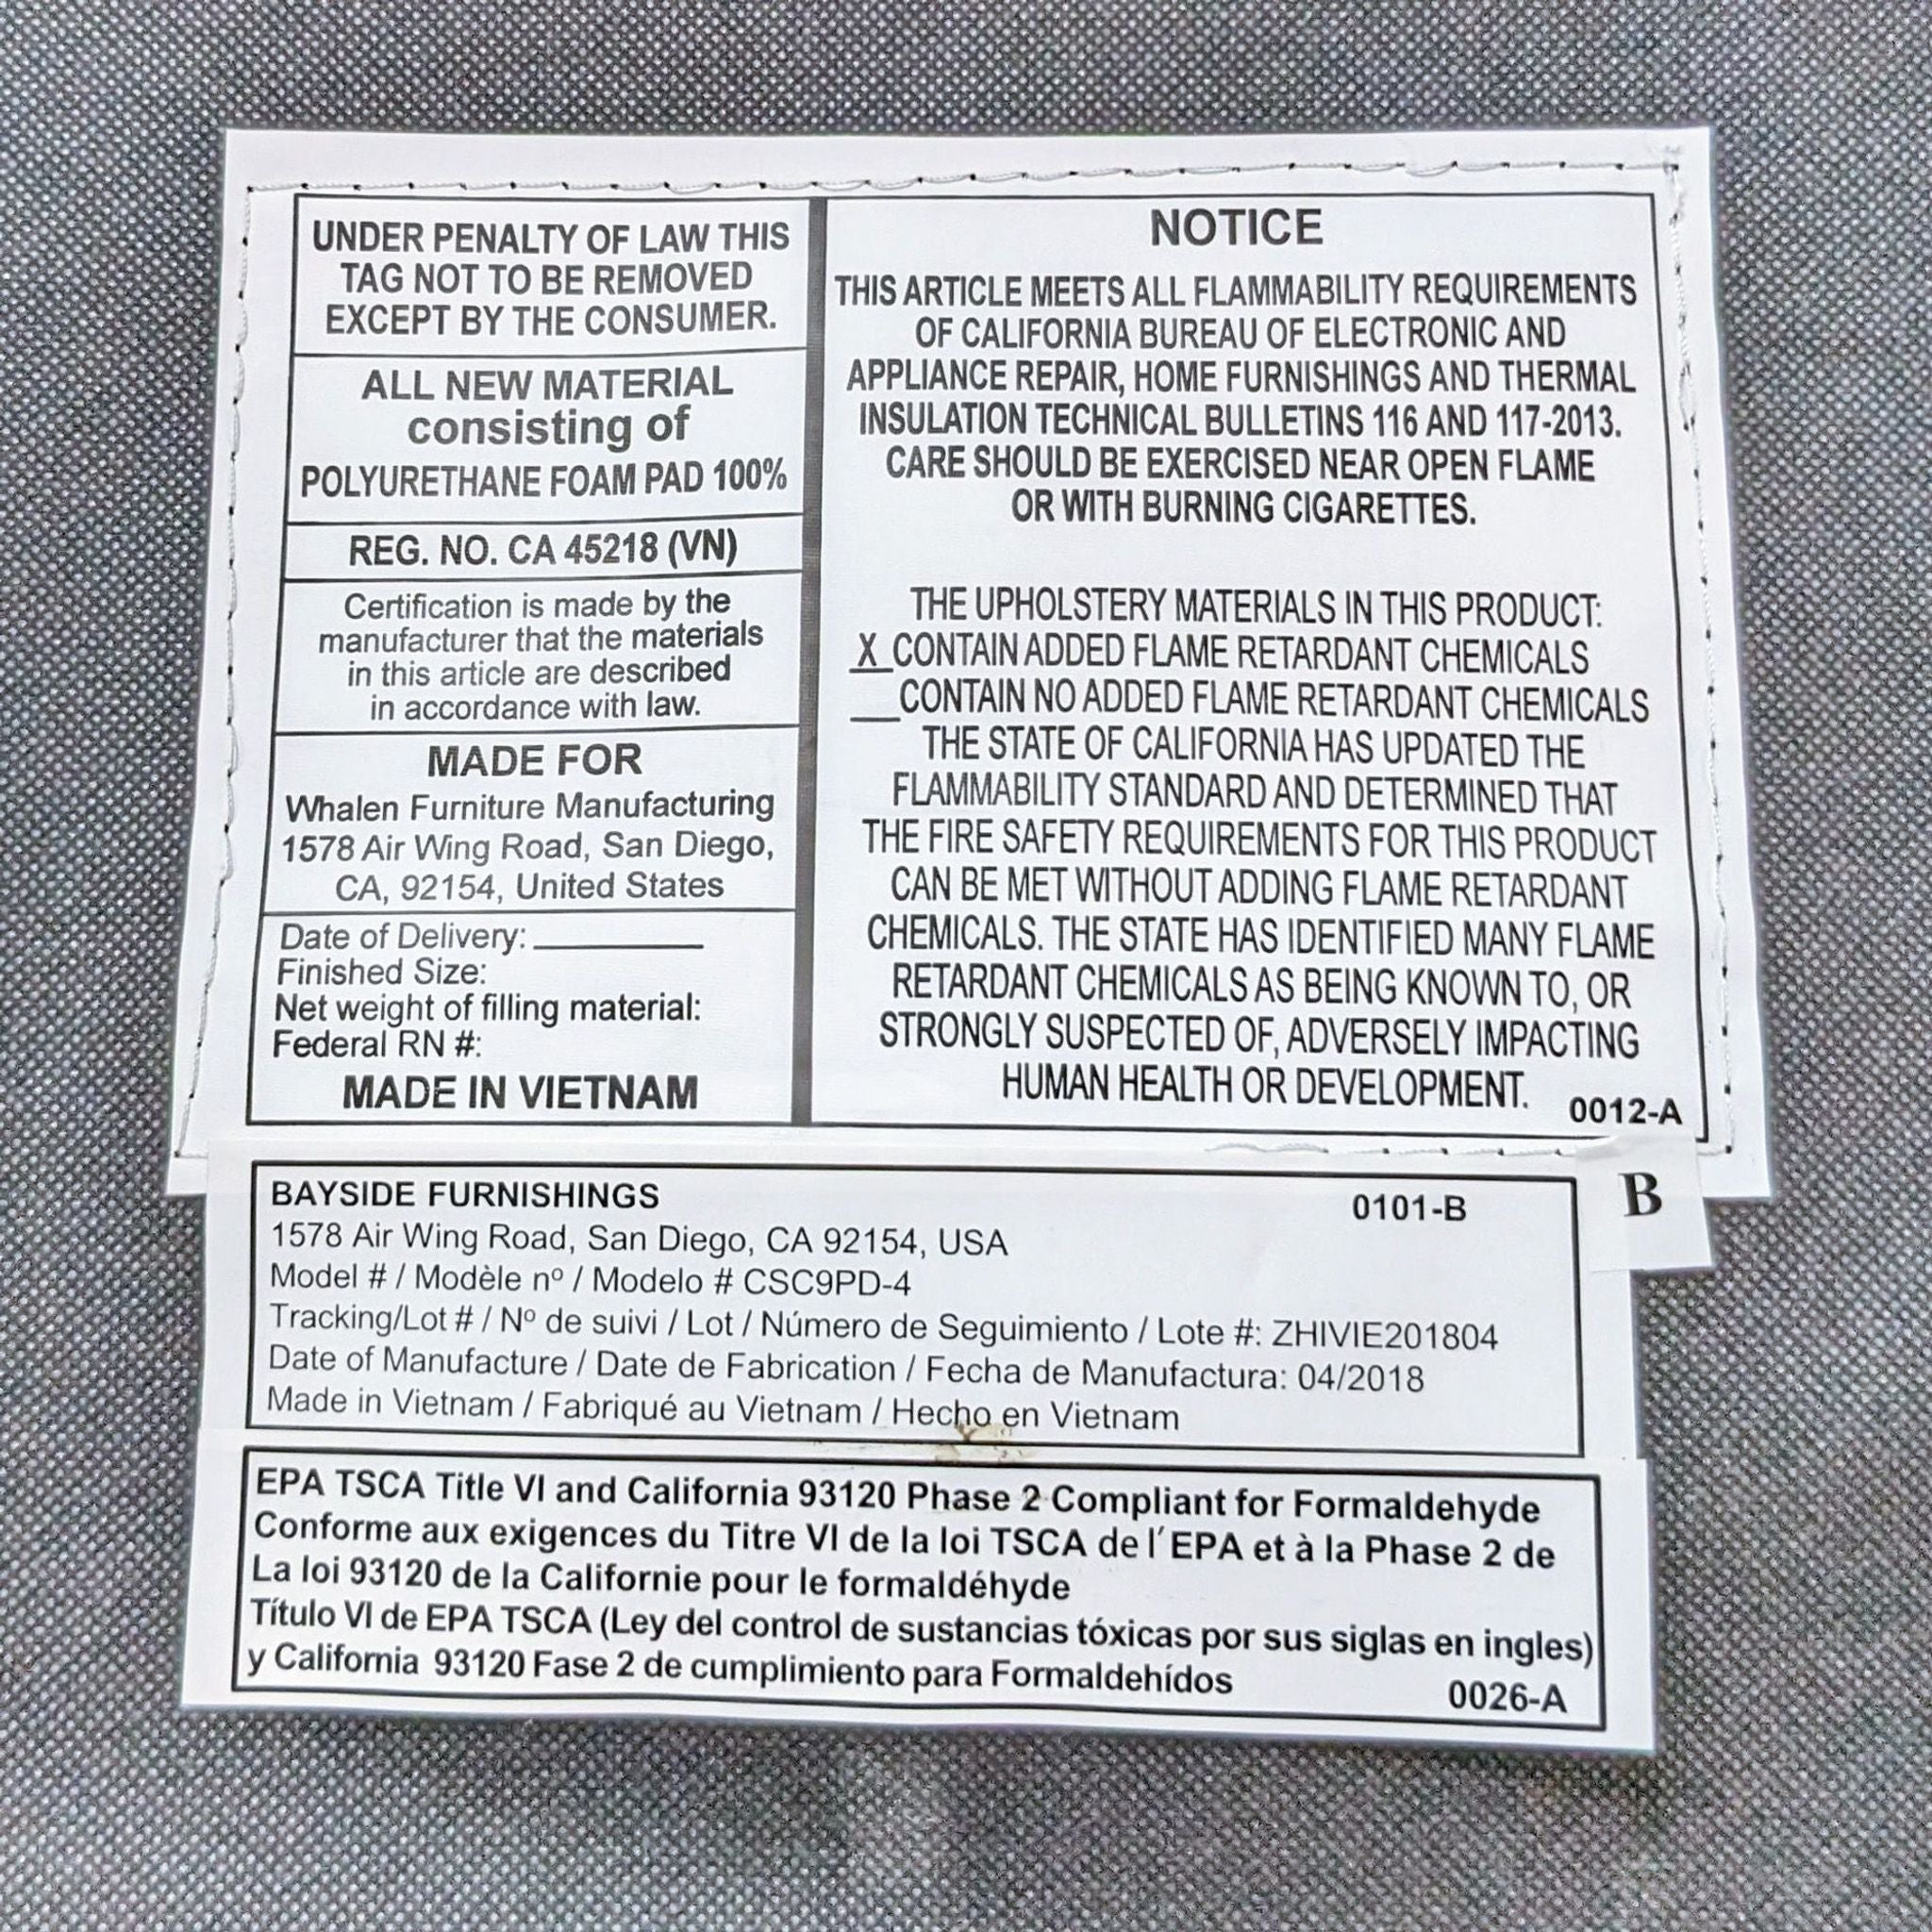 UNDER PENALTY OF LAW THIS
TAG NOT TO BE REMOVED
EXCEPT BY THE CONSUMER.
ALL NEW MATERIAL
consisting of
POLYURETHANE FOAM PAD 100%
REG. NO. CA 45218 (VN)
Certification is made by the
manufacturer that the materials
in this article are described
in accordance with law.
MADE FOR
Whalen Furniture Manufacturing
1578 Air Wing Road, San Diego,
CA, 92154, United States
Date of Delivery:
Finished Size:
Net weight of filling material:
Federal RN #:
MADE IN VIETNAM
NOTICE
THIS ARTICLE MEETS ALL FLAMMABILITY REQUIREMENTS
OF CALIFORNIA BUREAU OF ELECTRONIC AND
APPLIANCE REPAIR, HOME FURNISHINGS AND THERMAL
INSULATION TECHNICAL BULLETINS 116 AND 117-2013.
CARE SHOULD BE EXERCISED NEAR OPEN FLAME
OR WITH BURNING CIGARETTES.
THE UPHOLSTERY MATERIALS IN THIS PRODUCT:
X CONTAIN ADDED FLAME RETARDANT CHEMICALS
__CONTAIN NO ADDED FLAME RETARDANT CHEMICALS
THE STATE OF CALIFORNIA HAS UPDATED THE
FLAMMABILITY STANDARD AND DETERMINED THAT
THE FIRE SAFETY REQUIREMENTS FOR THIS PRODUCT
CAN BE MET WITHOUT ADDING FLAME RETARDANT
CHEMICALS. THE STATE HAS IDENTIFIED MANY FLAME
RETARDANT CHEMICALS AS BEING KNOWN TO, OR
STRONGLY SUSPECTED OF, ADVERSELY IMPACTING
HUMAN HEALTH OR DEVELOPMENT.
0012-A
B
BAYSIDE FURNISHINGS 0101-B
1578 Air Wing Road, San Diego, CA 92154, USA
Model # / Modèle nº / Modelo # CSC9PD-4
Tracking/Lot # / Nº de suivi / Lot / Número de Seguimiento / Lote #: ZHIVIE201804
Date of Manufacture / Date de Fabrication / Fecha de Manufactura: 04/2018
Made in Vietnam / Fabriqué au Vietnam / Hecho en Vietnam
EPA TSCA Title VI and California 93120 Phase 2 Compliant for Formaldehyde
Conforme aux exigences du Titre VI de la loi TSCA de l'EPA et à la Phase 2 de
La loi 93120 de la Californie pour le formaldéhyde
Título VI de EPA TSCA (Ley del control de sustancias tóxicas por sus siglas en ingles)
y California 93120 Fase 2 de cumplimiento para Formaldehídos
0026-A